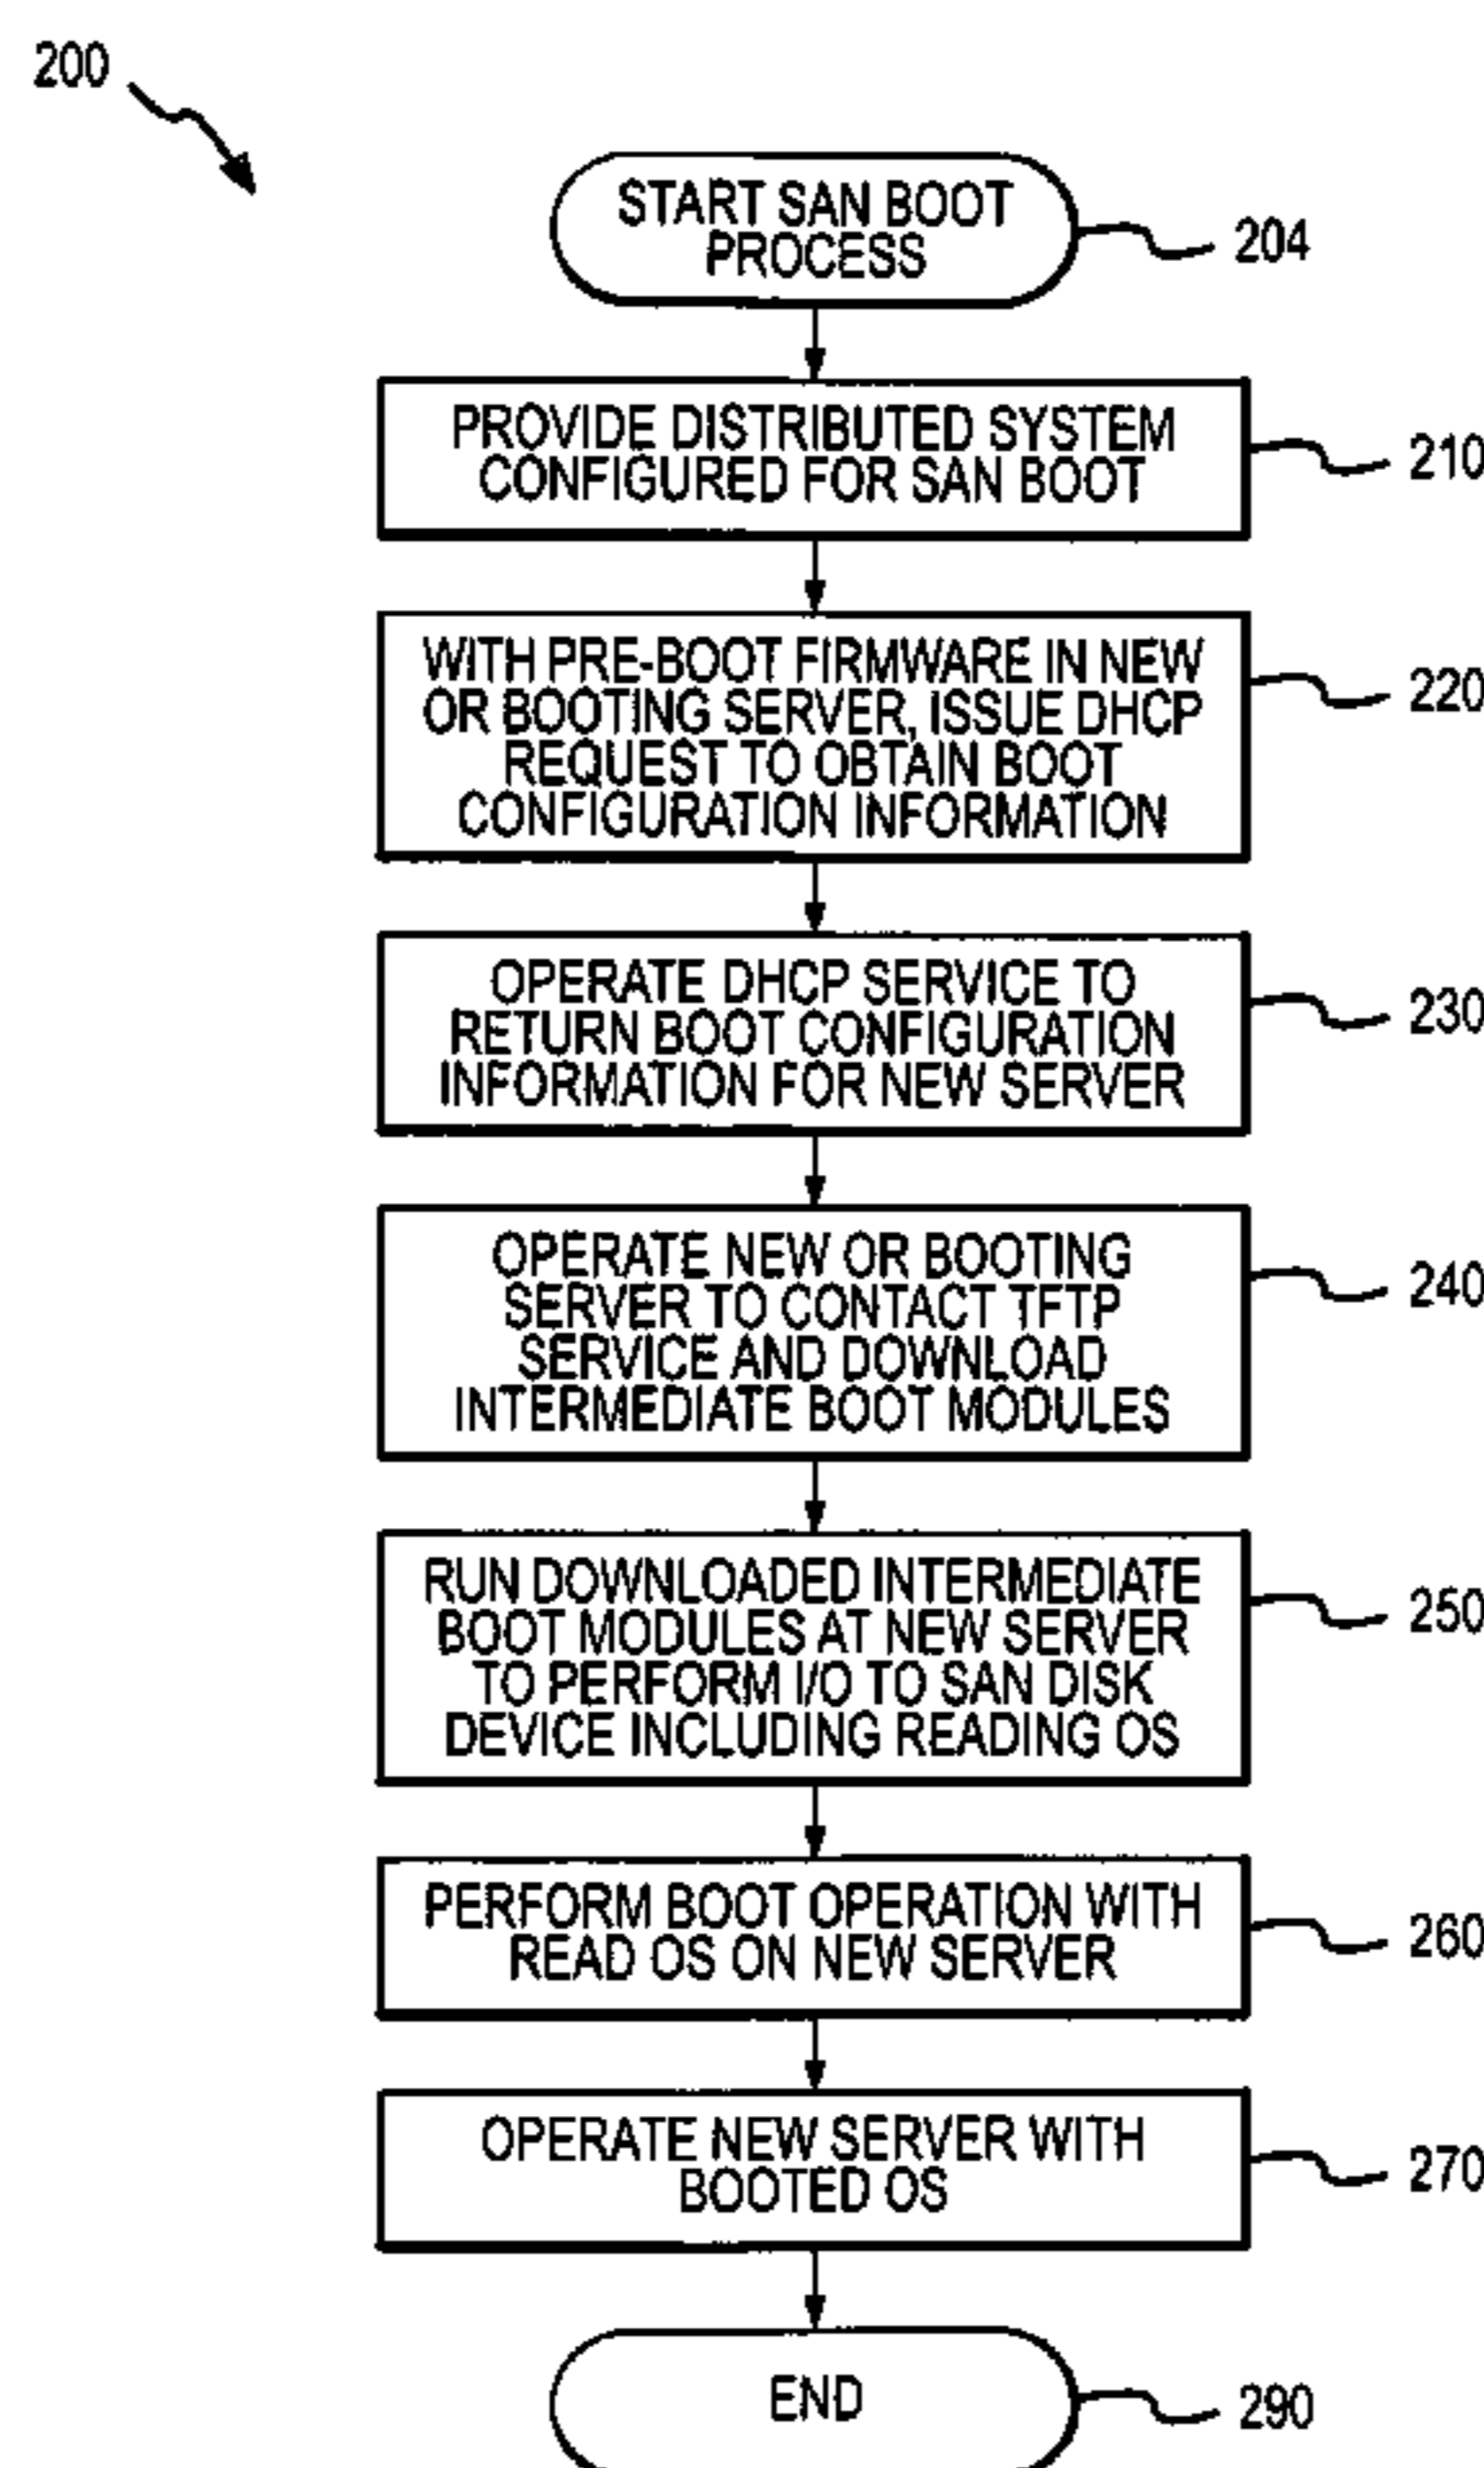 200
START SAN BOOT
PROCESS
204
PROVIDE DISTRIBUTED SYSTEM
CONFIGURED FOR SAN BOOT
210
WITH PRE-BOOT FIRMWARE IN NEW
OR BOOTING SERVER, ISSUE DHCP
REQUEST TO OBTAIN BOOT
CONFIGURATION INFORMATION
220
OPERATE DHCP SERVICE TO
RETURN BOOT CONFIGURATION
INFORMATION FOR NEW SERVER
230
OPERATE NEW OR BOOTING
SERVER TO CONTACT TFTP
SERVICE AND DOWNLOAD
INTERMEDIATE BOOT MODULES
240
RUN DOWNLOADED INTERMEDIATE
BOOT MODULES AT NEW SERVER
TO PERFORM I/O TO SAN DISK
DEVICE INCLUDING READING OS
250
PERFORM BOOT OPERATION WITH
READ OS ON NEW SERVER
260
OPERATE NEW SERVER WITH
BOOTED OS
270
END
290